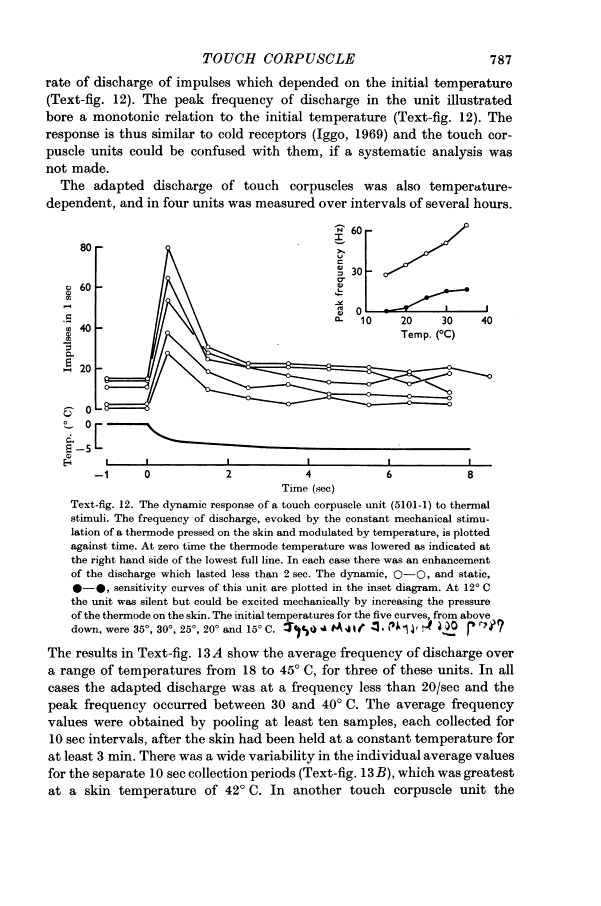 TOUCH CORPUSCLE 787
rate of discharge of impulses which depended on the initial temperature
(Text-fig. 12). The peak frequency of discharge in the unit illustrated
bore a monotonic relation to the initial temperature (Text-fig. 12). The
response is thus similar to cold receptors (Iggo, 1969) and the touch cor-
puscle units could be confused with them, if a systematic analysis was
not made.
The adapted discharge of touch corpuscles was also temperature-
dependent, and in four units was measured over intervals of several hours.
Impulses in 1 sec
80
60
40
20
0
Peak frequency (Hz)
60
30
0
10 20 30 40
Temp. (°C)
Temp. (° C)
0
−5
−1 0 2 4 6 8
Time (sec)
Text-fig. 12. The dynamic response of a touch corpuscle unit (5101·1) to thermal
stimuli. The frequency of discharge, evoked by the constant mechanical stimu-
lation of a thermode pressed on the skin and modulated by temperature, is plotted
against time. At zero time the thermode temperature was lowered as indicated at
the right hand side of the lowest full line. In each case there was an enhancement
of the discharge which lasted less than 2 sec. The dynamic, ○—○, and static,
●—●, sensitivity curves of this unit are plotted in the inset diagram. At 12° C
the unit was silent but could be excited mechanically by increasing the pressure
of the thermode on the skin. The initial temperatures for the five curves, from above
down, were 35°, 30°, 25°, 20° and 15° C. Iggo & Muir J. Physiol 200 p 787
The results in Text-fig. 13A show the average frequency of discharge over
a range of temperatures from 18 to 45° C, for three of these units. In all
cases the adapted discharge was at a frequency less than 20/sec and the
peak frequency occurred between 30 and 40° C. The average frequency
values were obtained by pooling at least ten samples, each collected for
10 sec intervals, after the skin had been held at a constant temperature for
at least 3 min. There was a wide variability in the individual average values
for the separate 10 sec collection periods (Text-fig. 13B), which was greatest
at a skin temperature of 42° C. In another touch corpuscle unit the